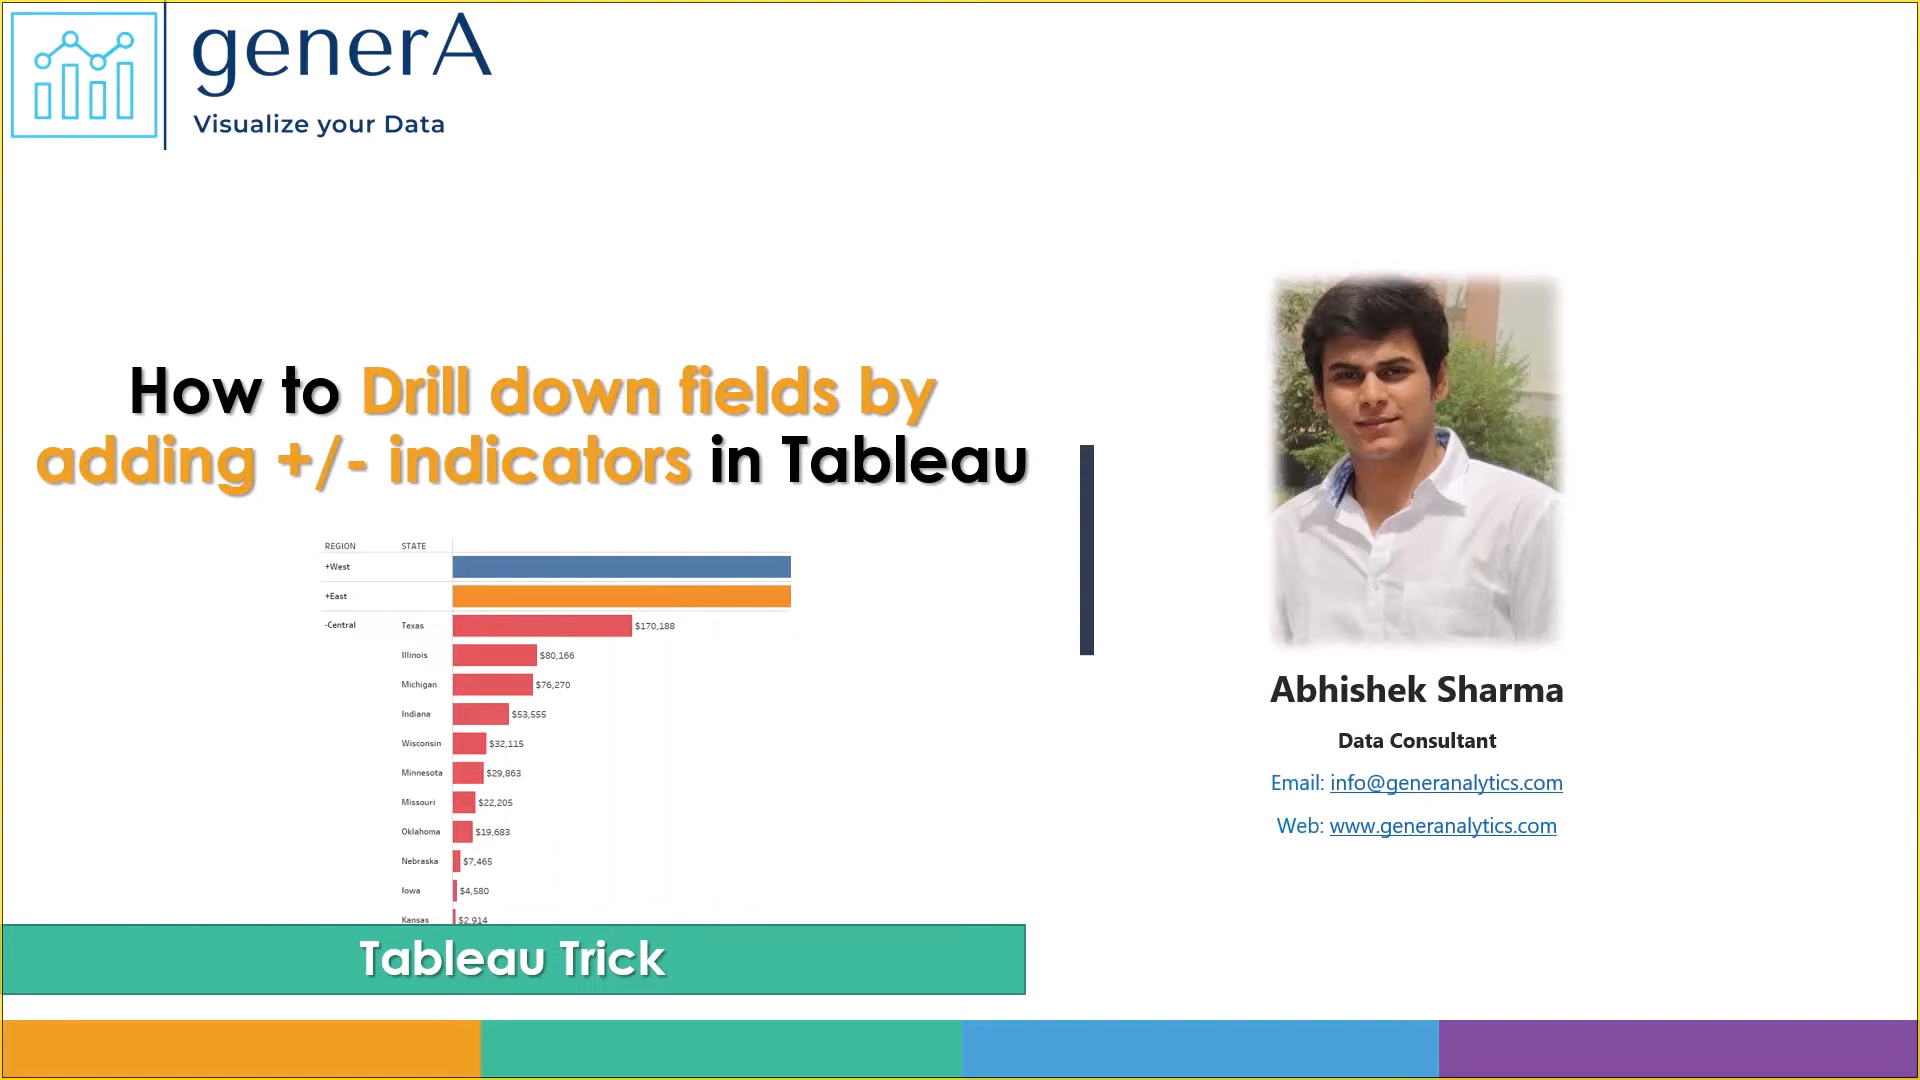 generA
Visualize your Data
How to Drill down fields by
adding +/- indicators in Tableau
REGION STATE
+West
+East
-Central Texas $170,188
Illinois $80,166
Michigan $76,270
Indiana $53,555
Wisconsin $32,115
Minnesota $29,863
Missouri $22,205
Oklahoma $19,683
Nebraska $7,465
Iowa $4,580
Kansas $2,914
Tableau Trick
Abhishek Sharma
Data Consultant
Email: info@generanalytics.com
Web: www.generanalytics.com